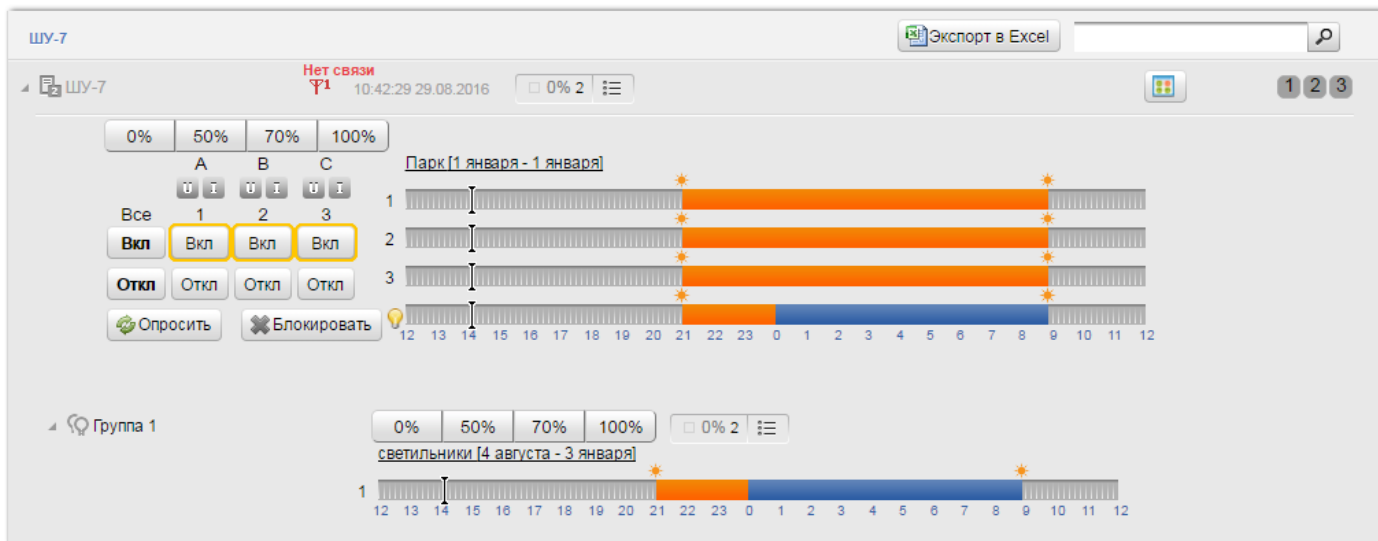 ШУ-7
Экспорт в Excel
ШУ-7
Нет связи
1 10:42:29 29.08.2016 0% 2
1 2 3
0% 50% 70% 100%
A B C
U I U I U I
Все 1 2 3
Вкл Вкл Вкл Вкл
Откл Откл Откл Откл
Опросить Блокировать
Парк [1 января - 1 января]
1
2
3
12 13 14 15 16 17 18 19 20 21 22 23 0 1 2 3 4 5 6 7 8 9 10 11 12
Группа 1
0% 50% 70% 100% 0% 2
светильники [4 августа - 3 января]
1
12 13 14 15 16 17 18 19 20 21 22 23 0 1 2 3 4 5 6 7 8 9 10 11 12